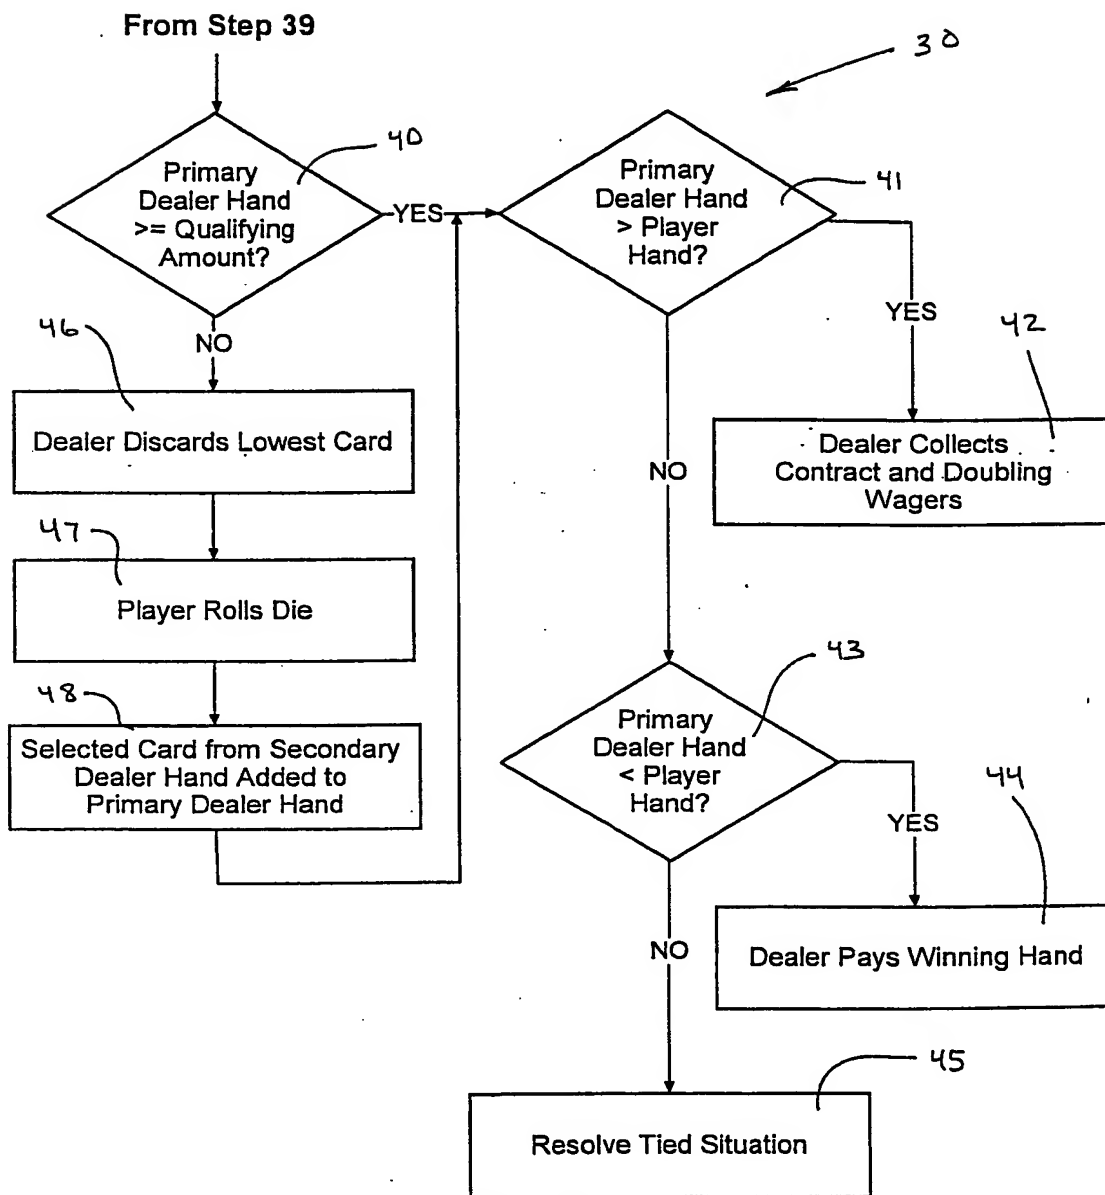 From Step 39
30
40
Primary
Dealer Hand
>= Qualifying
Amount?
YES
41
Primary
Dealer Hand
> Player
Hand?
46
NO
YES
42
Dealer Discards Lowest Card
Dealer Collects
Contract and Doubling
Wagers
NO
47
Player Rolls Die
43
48
Selected Card from Secondary
Dealer Hand Added to
Primary Dealer Hand
Primary
Dealer Hand
< Player
Hand?
44
YES
NO
Dealer Pays Winning Hand
45
Resolve Tied Situation